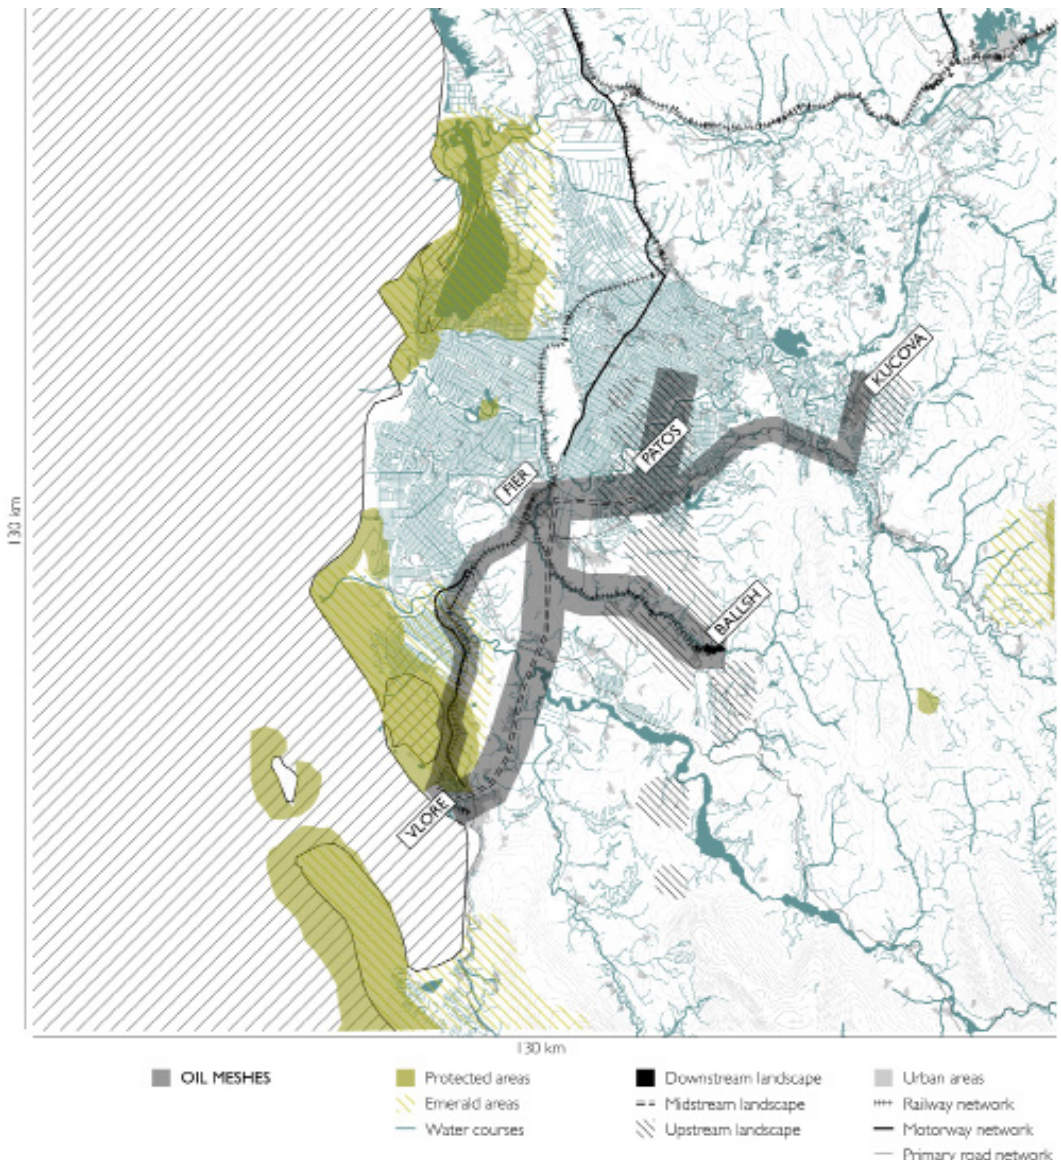 KUCOVA
PATOS
FIER
BALLSH
VLORE
130 km
130 km
OIL MESHES
Protected areas
Emerald areas
Water courses
Downstream landscape
Midstream landscape
Upstream landscape
Urban areas
Railway network
Motorway network
Primary road network